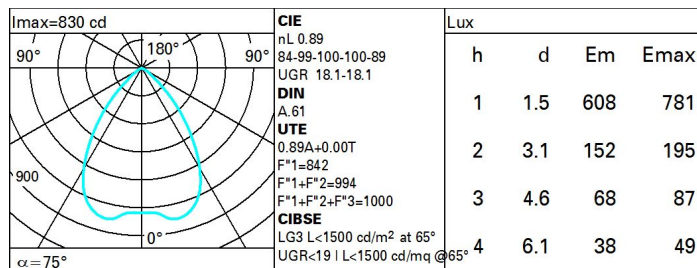 Imax=830 cd
90° 180° 90°
900
0°
α=75°
CIE
nL 0.89
84-99-100-100-89
UGR 18.1-18.1
DIN
A.61
UTE
0.89A+0.00T
F"1=842
F"1+F"2=994
F"1+F"2+F"3=1000
CIBSE
LG3 L<1500 cd/m² at 65°
UGR<19 | L<1500 cd/mq @65°
Lux
h d Em Emax
1 1.5 608 781
2 3.1 152 195
3 4.6 68 87
4 6.1 38 49